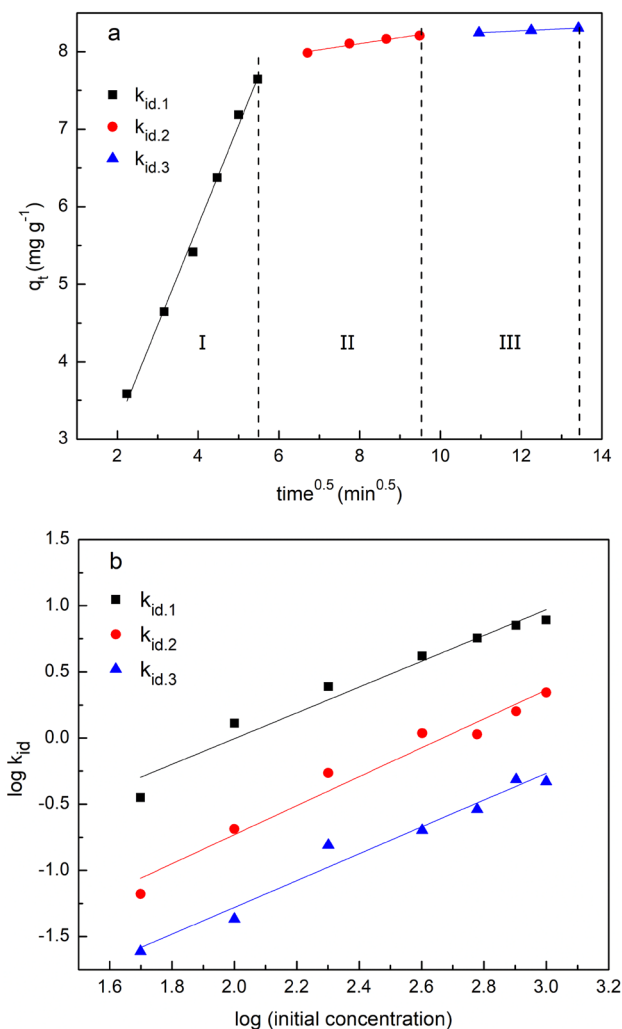 a
9
8
7
6
5
4
3
k_id.1
k_id.2
k_id.3
I II III
q_t (mg g^-1)
2 4 6 8 10 12 14
time^0.5 (min^0.5)
b
1.5
1.0
0.5
0.0
-0.5
-1.0
-1.5
k_id.1
k_id.2
k_id.3
log k_id
1.6 1.8 2.0 2.2 2.4 2.6 2.8 3.0 3.2
log (initial concentration)